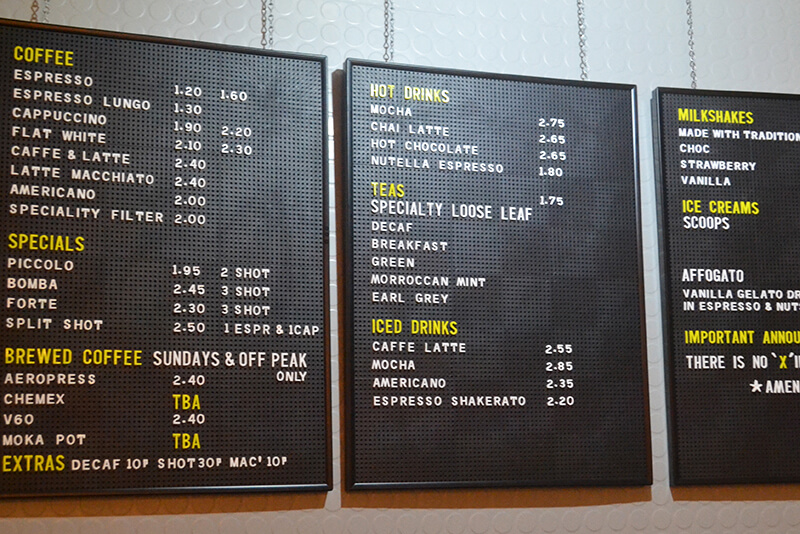 COFFEE
ESPRESSO 1.20 1.60
ESPRESSO LUNGO 1.30
CAPPUCCINO 1.90 2.20
FLAT WHITE 2.10 2.30
CAFFE & LATTE 2.40
LATTE MACCHIATO 2.40
AMERICANO 2.00
SPECIALITY FILTER 2.00
SPECIALS
PICCOLO 1.95 2 SHOT
BOMBA 2.45 3 SHOT
FORTE 2.30 3 SHOT
SPLIT SHOT 2.50 1 ESPR & 1CAP
BREWED COFFEE SUNDAYS & OFF PEAK
ONLY
AEROPRESS 2.40
CHEMEX TBA
V60 2.40
MOKA POT TBA
EXTRAS DECAF 10P SHOT30P MAC' 10P
HOT DRINKS
MOCHA 2.75
CHAI LATTE 2.65
HOT CHOCOLATE 2.65
NUTELLA ESPRESSO 1.80
TEAS 1.75
SPECIALTY LOOSE LEAF
DECAF
BREAKFAST
GREEN
MORROCCAN MINT
EARL GREY
ICED DRINKS
CAFFE LATTE 2.55
MOCHA 2.85
AMERICANO 2.35
ESPRESSO SHAKERATO 2.20
MILKSHAKES
MADE WITH TRADITION
CHOC
STRAWBERRY
VANILLA
ICE CREAMS
SCOOPS
AFFOGATO
VANILLA GELATO DR
IN ESPRESSO & NUT
IMPORTANT ANNOU
THERE IS NO 'X' I
★AMEN